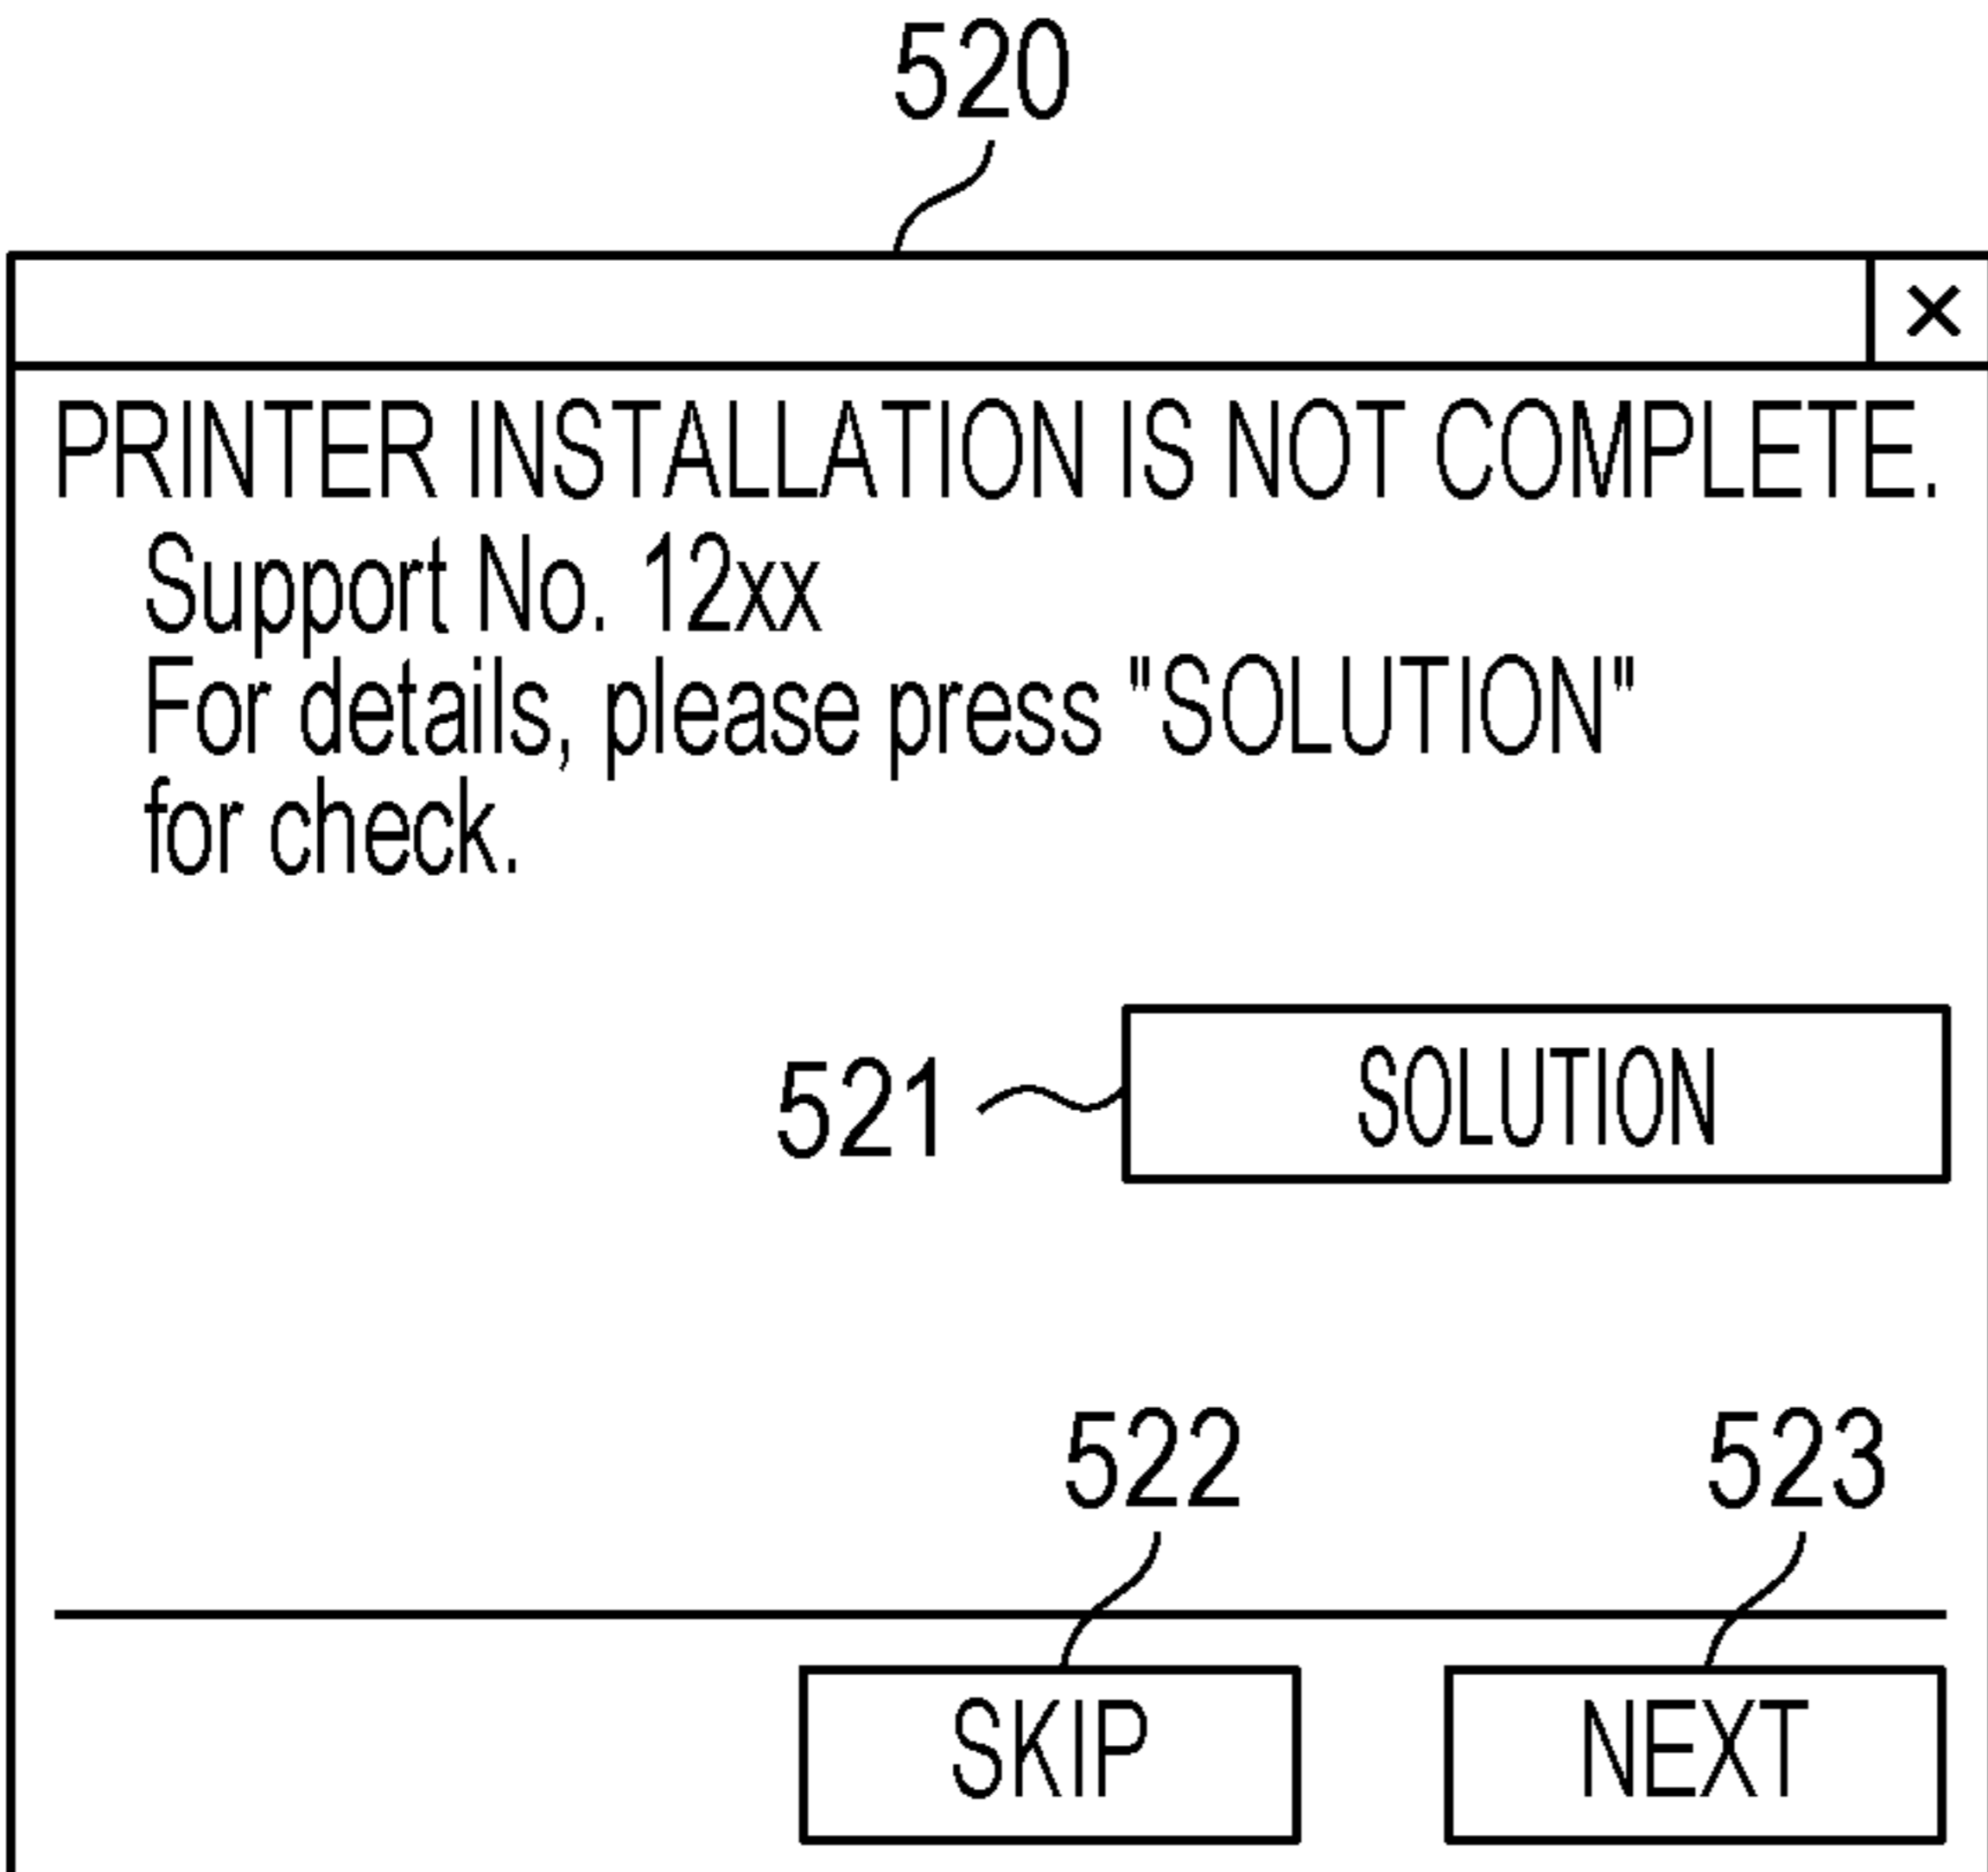 520
×
PRINTER INSTALLATION IS NOT COMPLETE.
Support No. 12xx
For details, please press "SOLUTION"
for check.
521
SOLUTION
522
523
SKIP
NEXT